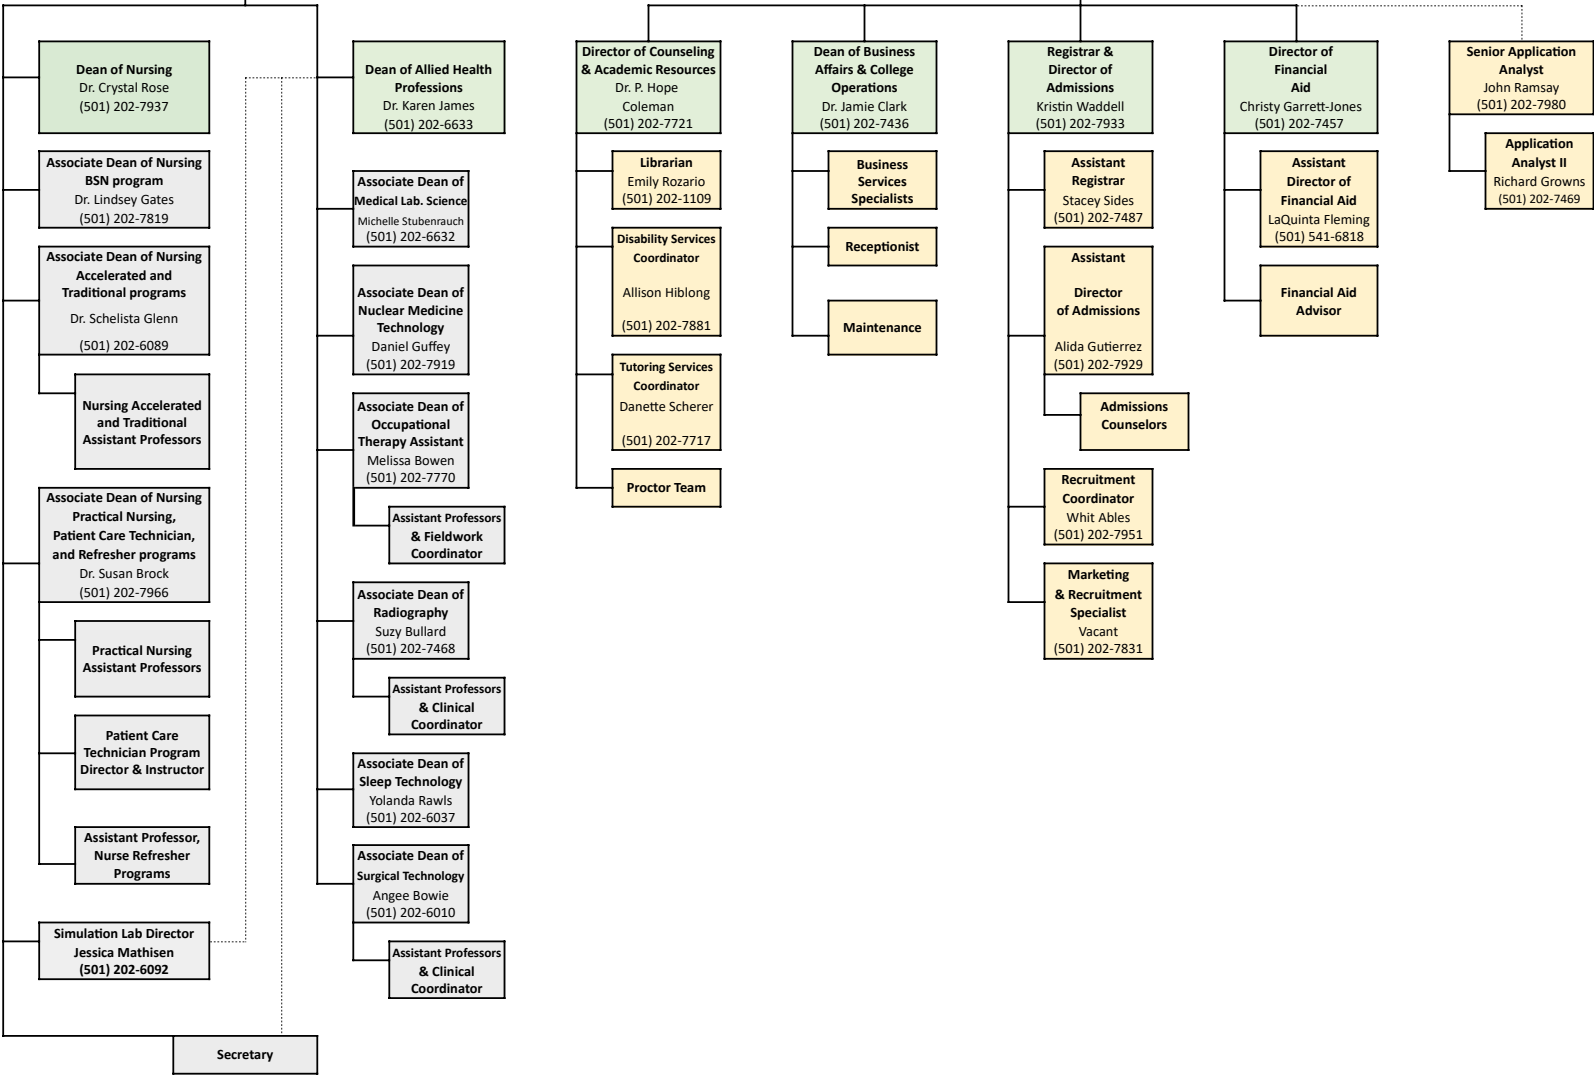 Dean of Nursing
Dr. Crystal Rose
(501) 202-7937
Associate Dean of Nursing
BSN program
Dr. Lindsey Gates
(501) 202-7819
Associate Dean of Nursing
Accelerated and
Traditional programs
Dr. Schelista Glenn
(501) 202-6089
Nursing Accelerated
and Traditional
Assistant Professors
Associate Dean of Nursing
Practical Nursing,
Patient Care Technician,
and Refresher programs
Dr. Susan Brock
(501) 202-7966
Practical Nursing
Assistant Professors
Patient Care
Technician Program
Director & Instructor
Assistant Professor,
Nurse Refresher
Programs
Simulation Lab Director
Jessica Mathisen
(501) 202-6092
Secretary
Dean of Allied Health
Professions
Dr. Karen James
(501) 202-6633
Associate Dean of
Medical Lab. Science
Michelle Stubenrauch
(501) 202-6632
Associate Dean of
Nuclear Medicine
Technology
Daniel Guffey
(501) 202-7919
Associate Dean of
Occupational
Therapy Assistant
Melissa Bowen
(501) 202-7770
Assistant Professors
& Fieldwork
Coordinator
Associate Dean of
Radiography
Suzy Bullard
(501) 202-7468
Assistant Professors
& Clinical
Coordinator
Associate Dean of
Sleep Technology
Yolanda Rawls
(501) 202-6037
Associate Dean of
Surgical Technology
Angee Bowie
(501) 202-6010
Assistant Professors
& Clinical
Coordinator
Director of Counseling
& Academic Resources
Dr. P. Hope
Coleman
(501) 202-7721
Librarian
Emily Rozario
(501) 202-1109
Disability Services
Coordinator
Allison Hiblong
(501) 202-7881
Tutoring Services
Coordinator
Danette Scherer
(501) 202-7717
Proctor Team
Dean of Business
Affairs & College
Operations
Dr. Jamie Clark
(501) 202-7436
Business
Services
Specialists
Receptionist
Maintenance
Registrar &
Director of
Admissions
Kristin Waddell
(501) 202-7933
Assistant
Registrar
Stacey Sides
(501) 202-7487
Assistant
Director
of Admissions
Alida Gutierrez
(501) 202-7929
Admissions
Counselors
Recruitment
Coordinator
Whit Ables
(501) 202-7951
Marketing
& Recruitment
Specialist
Vacant
(501) 202-7831
Director of
Financial
Aid
Christy Garrett-Jones
(501) 202-7457
Assistant
Director of
Financial Aid
LaQuinta Fleming
(501) 541-6818
Financial Aid
Advisor
Senior Application
Analyst
John Ramsay
(501) 202-7980
Application
Analyst II
Richard Growns
(501) 202-7469